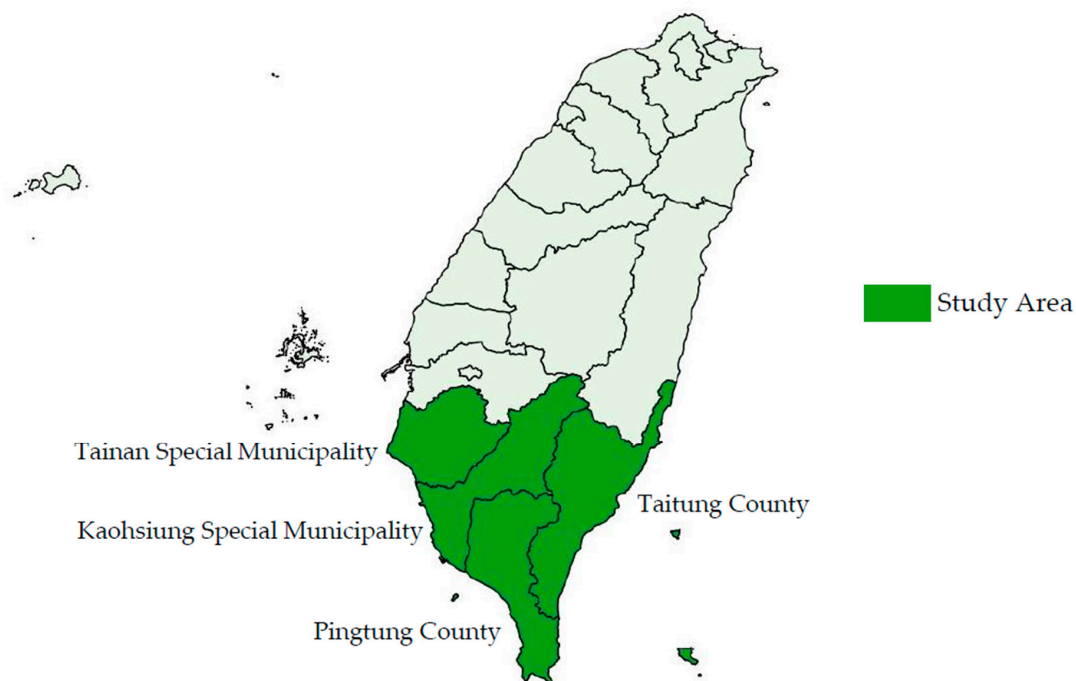 Study Area
Tainan Special Municipality
Taitung County
Kaohsiung Special Municipality
Pingtung County